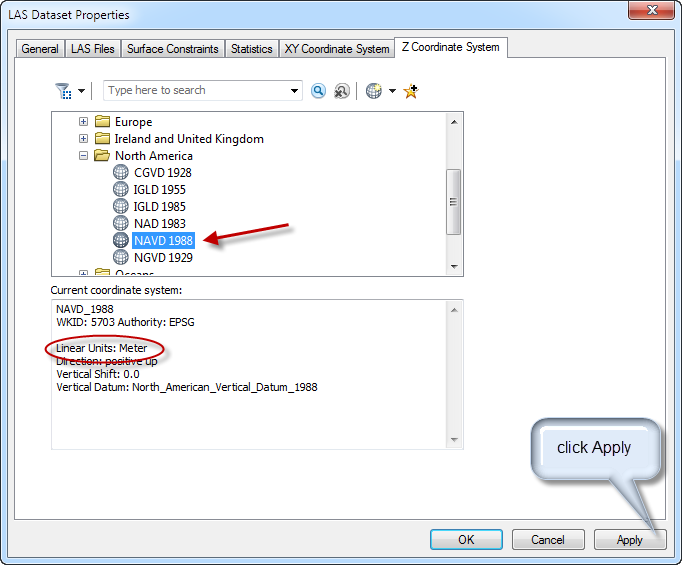 LAS Dataset Properties
General
LAS Files
Surface Constraints
Statistics
XY Coordinate System
Z Coordinate System
Type here to search
Europe
Ireland and United Kingdom
North America
CGVD 1928
IGLD 1955
IGLD 1985
NAD 1983
NAVD 1988
NGVD 1929
Oceans
Current coordinate system:
NAVD_1988
WKID: 5703 Authority: EPSG
Linear Units: Meter
Direction: positive up
Vertical Shift: 0.0
Vertical Datum: North_American_Vertical_Datum_1988
click Apply
OK
Cancel
Apply